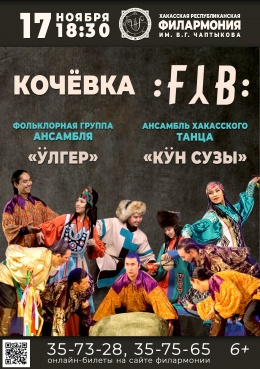 17 НОЯБРЯ
18:30
ХАКАССКАЯ РЕСПУБЛИКАНСКАЯ
ФИЛАРМОНИЯ
ИМ. В.Г. ЧАПТЫКОВА
КОЧЁВКА
ФОЛЬКЛОРНАЯ ГРУППА
АНСАМБЛЯ
«ӰЛГЕР»
АНСАМБЛЬ ХАКАССКОГО
ТАНЦА
«КӰН СУЗЫ»
35-73-28, 35-75-65
6+
онлайн-билеты на сайте филармонии